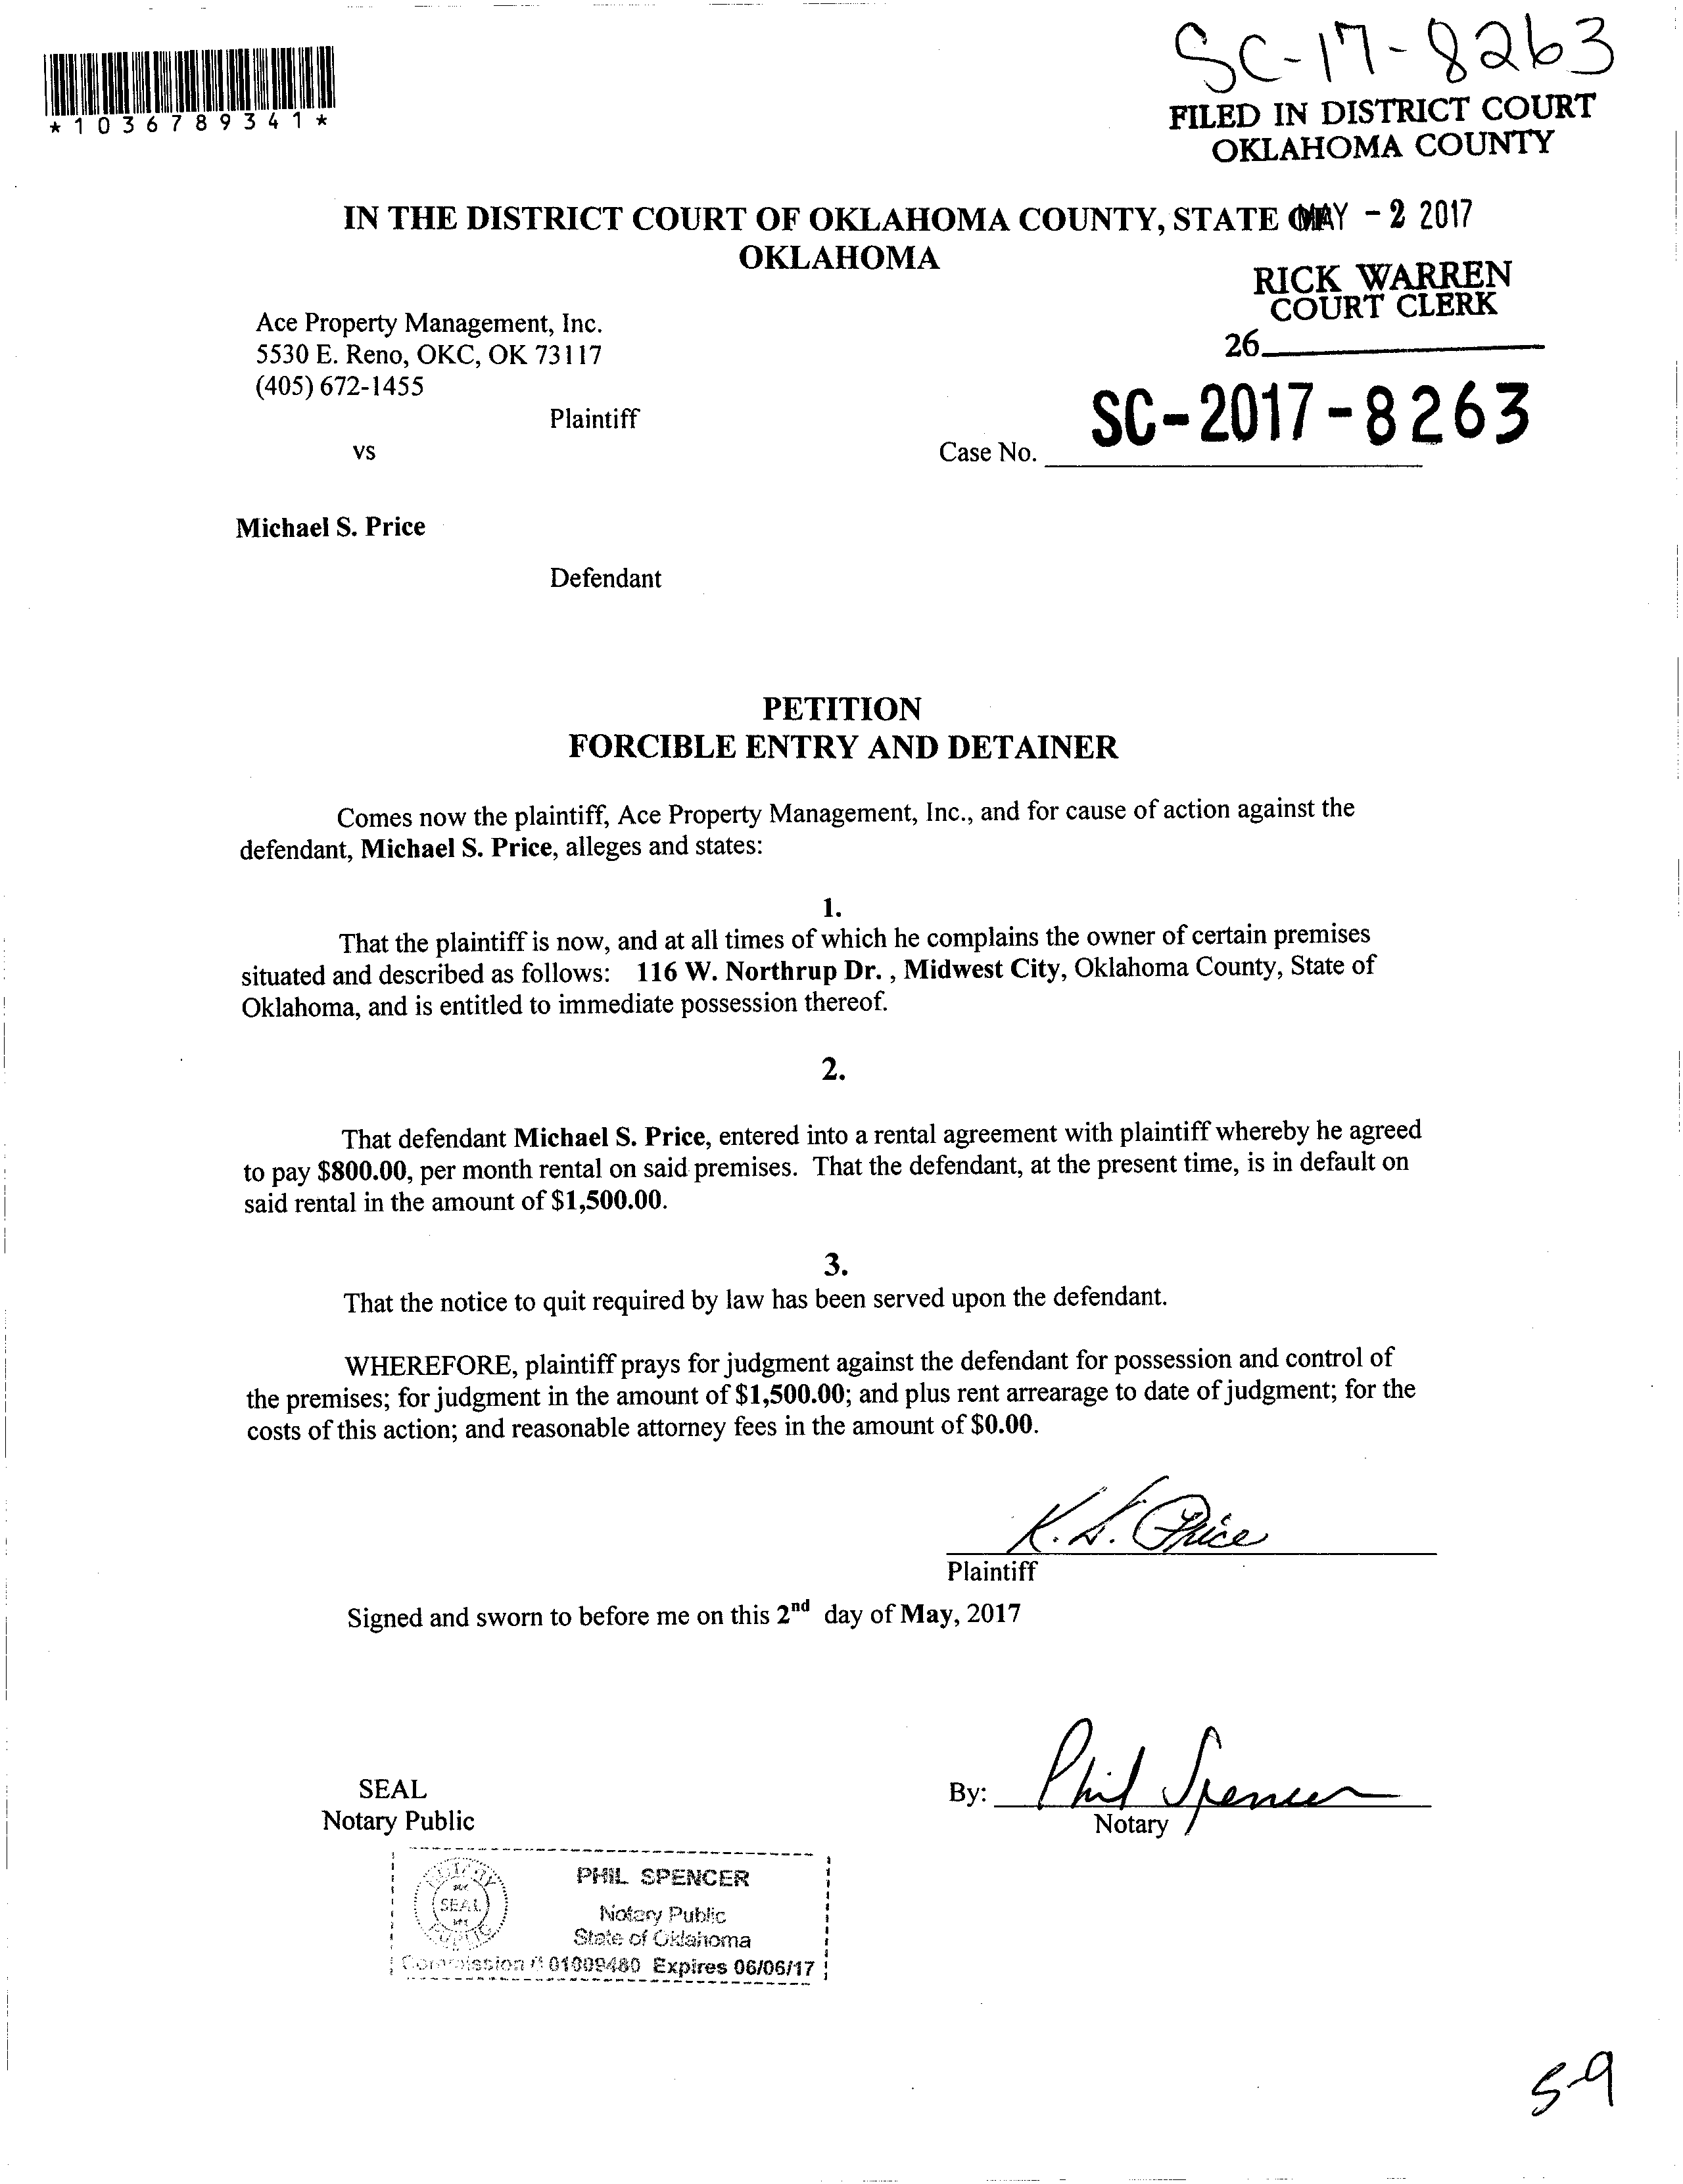 SC-17-8263
*1036789341*
FILED IN DISTRICT COURT
OKLAHOMA COUNTY
IN THE DISTRICT COURT OF OKLAHOMA COUNTY, STATE MAY - 2 2017
OKLAHOMA
RICK WARREN
COURT CLERK
26
Ace Property Management, Inc.
5530 E. Reno, OKC, OK 73117
(405) 672-1455
Plaintiff
vs
Case No. SC-2017-8263
Michael S. Price
Defendant
PETITION
FORCIBLE ENTRY AND DETAINER
Comes now the plaintiff, Ace Property Management, Inc., and for cause of action against the
defendant, Michael S. Price, alleges and states:
1.
That the plaintiff is now, and at all times of which he complains the owner of certain premises
situated and described as follows: 116 W. Northrup Dr. , Midwest City, Oklahoma County, State of
Oklahoma, and is entitled to immediate possession thereof.
2.
That defendant Michael S. Price, entered into a rental agreement with plaintiff whereby he agreed
to pay $800.00, per month rental on said premises. That the defendant, at the present time, is in default on
said rental in the amount of $1,500.00.
3.
That the notice to quit required by law has been served upon the defendant.
WHEREFORE, plaintiff prays for judgment against the defendant for possession and control of
the premises; for judgment in the amount of $1,500.00; and plus rent arrearage to date of judgment; for the
costs of this action; and reasonable attorney fees in the amount of $0.00.
K. S. Price
Plaintiff
Signed and sworn to before me on this 2nd day of May, 2017
SEAL
Notary Public
By: Phil Spencer
Notary
NOTARY
SEAL
PUBLIC
PHIL SPENCER
Notary Public
State of Oklahoma
Commission # 01009480 Expires 06/06/17
5-9